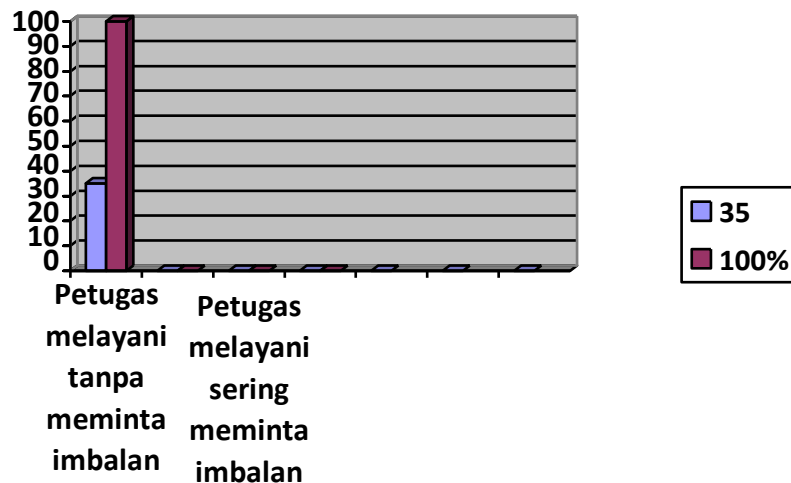 100
90
80
70
60
50
40
30
20
10
0
Petugas
melayani
tanpa
meminta
imbalan
Petugas
melayani
sering
meminta
imbalan
35
100%